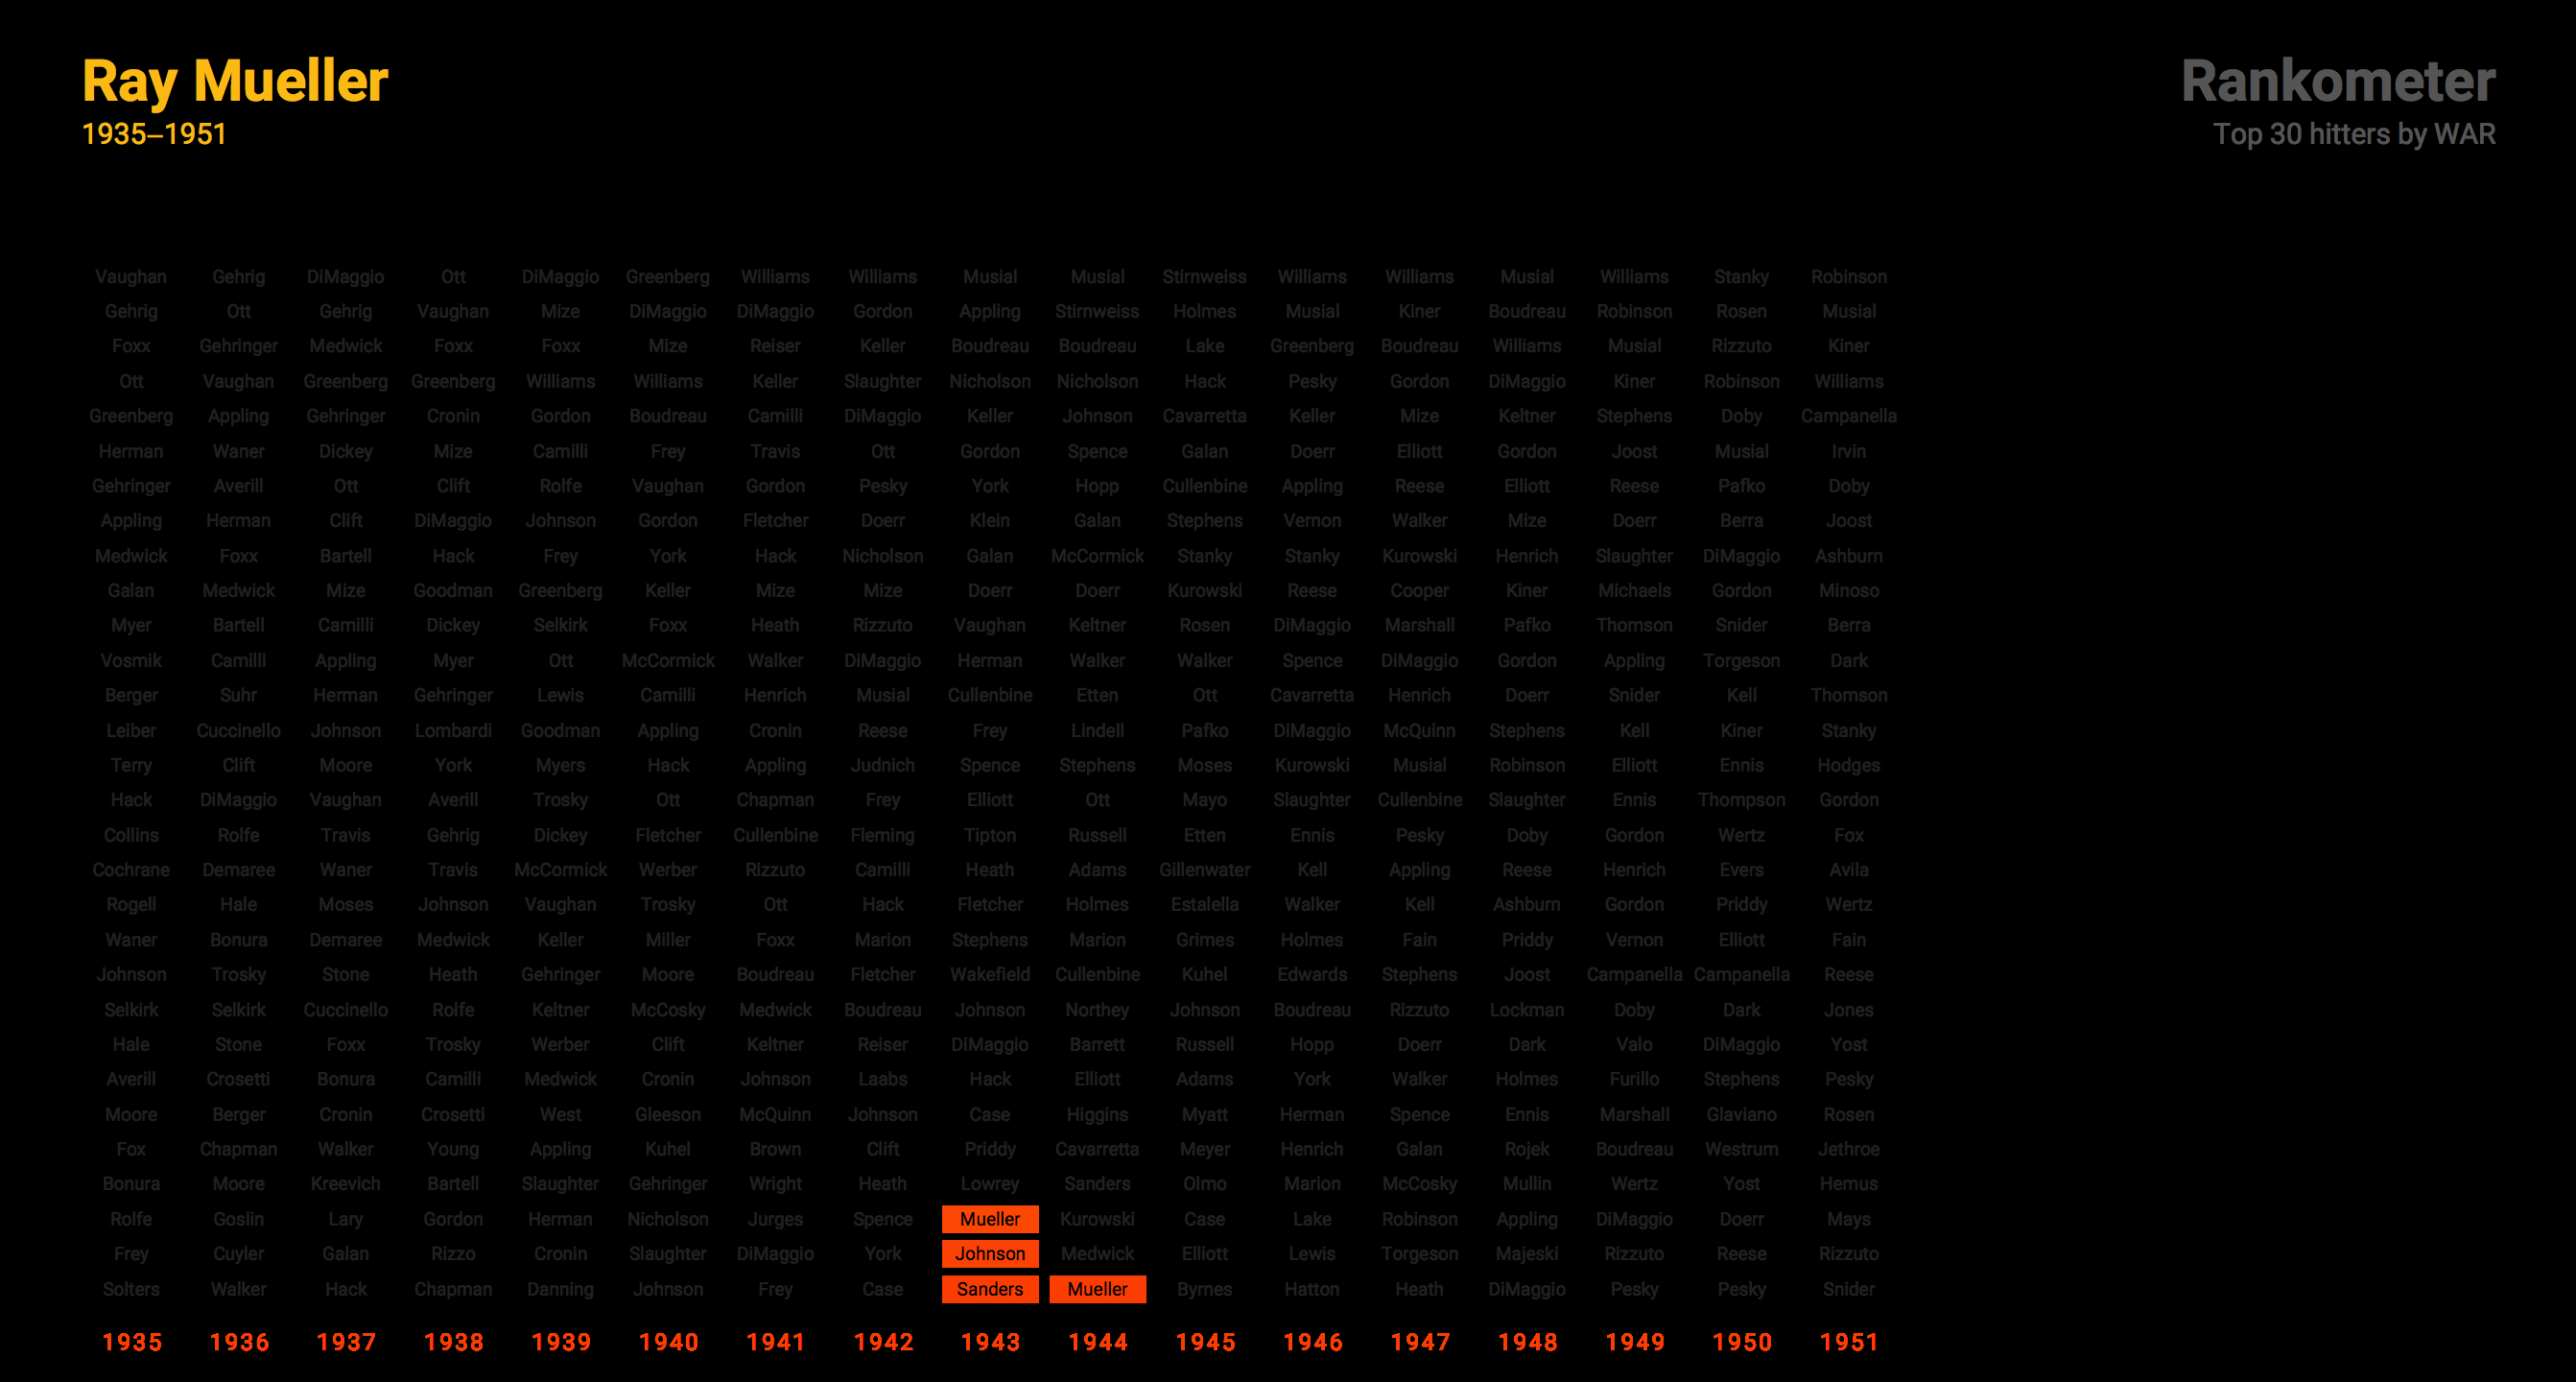 Ray Mueller
1935–1951
Rankometer
Top 30 hitters by WAR
Vaughan Gehrig DiMaggio Ott DiMaggio Greenberg Williams Williams Musial Musial Stirnweiss Williams Williams Musial Williams Stanky Robinson
Gehrig Ott Gehrig Vaughan Mize DiMaggio DiMaggio Gordon Appling Stirnweiss Holmes Musial Kiner Boudreau Robinson Rosen Musial
Foxx Gehringer Medwick Foxx Foxx Mize Reiser Keller Boudreau Boudreau Lake Greenberg Boudreau Williams Musial Rizzuto Kiner
Ott Vaughan Greenberg Greenberg Williams Williams Keller Slaughter Nicholson Nicholson Hack Pesky Gordon DiMaggio Kiner Robinson Williams
Greenberg Appling Gehringer Cronin Gordon Boudreau Camilli DiMaggio Keller Johnson Cavarretta Keller Mize Keltner Stephens Doby Campanella
Herman Waner Dickey Mize Camilli Frey Travis Ott Gordon Spence Galan Doerr Elliott Gordon Joost Musial Irvin
Gehringer Averill Ott Clift Rolfe Vaughan Gordon Pesky York Hopp Cullenbine Appling Reese Elliott Reese Pafko Doby
Appling Herman Clift DiMaggio Johnson Gordon Fletcher Doerr Klein Galan Stephens Vernon Walker Mize Doerr Berra Joost
Medwick Foxx Bartell Hack Frey York Hack Nicholson Galan McCormick Stanky Stanky Kurowski Henrich Slaughter DiMaggio Ashburn
Galan Medwick Mize Goodman Greenberg Keller Mize Mize Doerr Doerr Kurowski Reese Cooper Kiner Michaels Gordon Minoso
Myer Bartell Camilli Dickey Selkirk Foxx Heath Rizzuto Vaughan Keltner Rosen DiMaggio Marshall Pafko Thomson Snider Berra
Vosmik Camilli Appling Myer Ott McCormick Walker DiMaggio Herman Walker Walker Spence DiMaggio Gordon Appling Torgeson Dark
Berger Suhr Herman Gehringer Lewis Camilli Henrich Musial Cullenbine Etten Ott Cavarretta Henrich Doerr Snider Kell Thomson
Leiber Cuccinello Johnson Lombardi Goodman Appling Cronin Reese Frey Lindell Pafko DiMaggio McQuinn Stephens Kell Kiner Stanky
Terry Clift Moore York Myers Hack Appling Judnich Spence Stephens Moses Kurowski Musial Robinson Elliott Ennis Hodges
Hack DiMaggio Vaughan Averill Trosky Ott Chapman Frey Elliott Ott Mayo Slaughter Cullenbine Slaughter Ennis Thompson Gordon
Collins Rolfe Travis Gehrig Dickey Fletcher Cullenbine Fleming Tipton Russell Etten Ennis Pesky Doby Gordon Wertz Fox
Cochrane Demaree Waner Travis McCormick Werber Rizzuto Camilli Heath Adams Gillenwater Kell Appling Reese Henrich Evers Avila
Rogell Hale Moses Johnson Vaughan Trosky Ott Hack Fletcher Holmes Estalella Walker Kell Ashburn Gordon Priddy Wertz
Waner Bonura Demaree Medwick Keller Miller Foxx Marion Stephens Marion Grimes Holmes Fain Priddy Vernon Elliott Fain
Johnson Trosky Stone Heath Gehringer Moore Boudreau Fletcher Wakefield Cullenbine Kuhel Edwards Stephens Joost Campanella Campanella Reese
Selkirk Selkirk Cuccinello Rolfe Keltner McCosky Medwick Boudreau Johnson Northey Johnson Boudreau Rizzuto Lockman Doby Dark Jones
Hale Stone Foxx Trosky Werber Clift Keltner Reiser DiMaggio Barrett Russell Hopp Doerr Dark Valo DiMaggio Yost
Averill Crosetti Bonura Camilli Medwick Cronin Johnson Laabs Hack Elliott Adams York Walker Holmes Furillo Stephens Pesky
Moore Berger Cronin Crosetti West Gleeson McQuinn Johnson Case Higgins Myatt Herman Spence Ennis Marshall Glaviano Rosen
Fox Chapman Walker Young Appling Kuhel Brown Clift Priddy Cavarretta Meyer Henrich Galan Rojek Boudreau Westrum Jethroe
Bonura Moore Kreevich Bartell Slaughter Gehringer Wright Heath Lowrey Sanders Olmo Marion McCosky Mullin Wertz Yost Hemus
Rolfe Goslin Lary Gordon Herman Nicholson Jurges Spence Mueller Kurowski Case Lake Robinson Appling DiMaggio Doerr Mays
Frey Cuyler Galan Rizzo Cronin Slaughter DiMaggio York Johnson Medwick Elliott Lewis Torgeson Majeski Rizzuto Reese Rizzuto
Solters Walker Hack Chapman Danning Johnson Frey Case Sanders Mueller Byrnes Hatton Heath DiMaggio Pesky Pesky Snider
1935 1936 1937 1938 1939 1940 1941 1942 1943 1944 1945 1946 1947 1948 1949 1950 1951